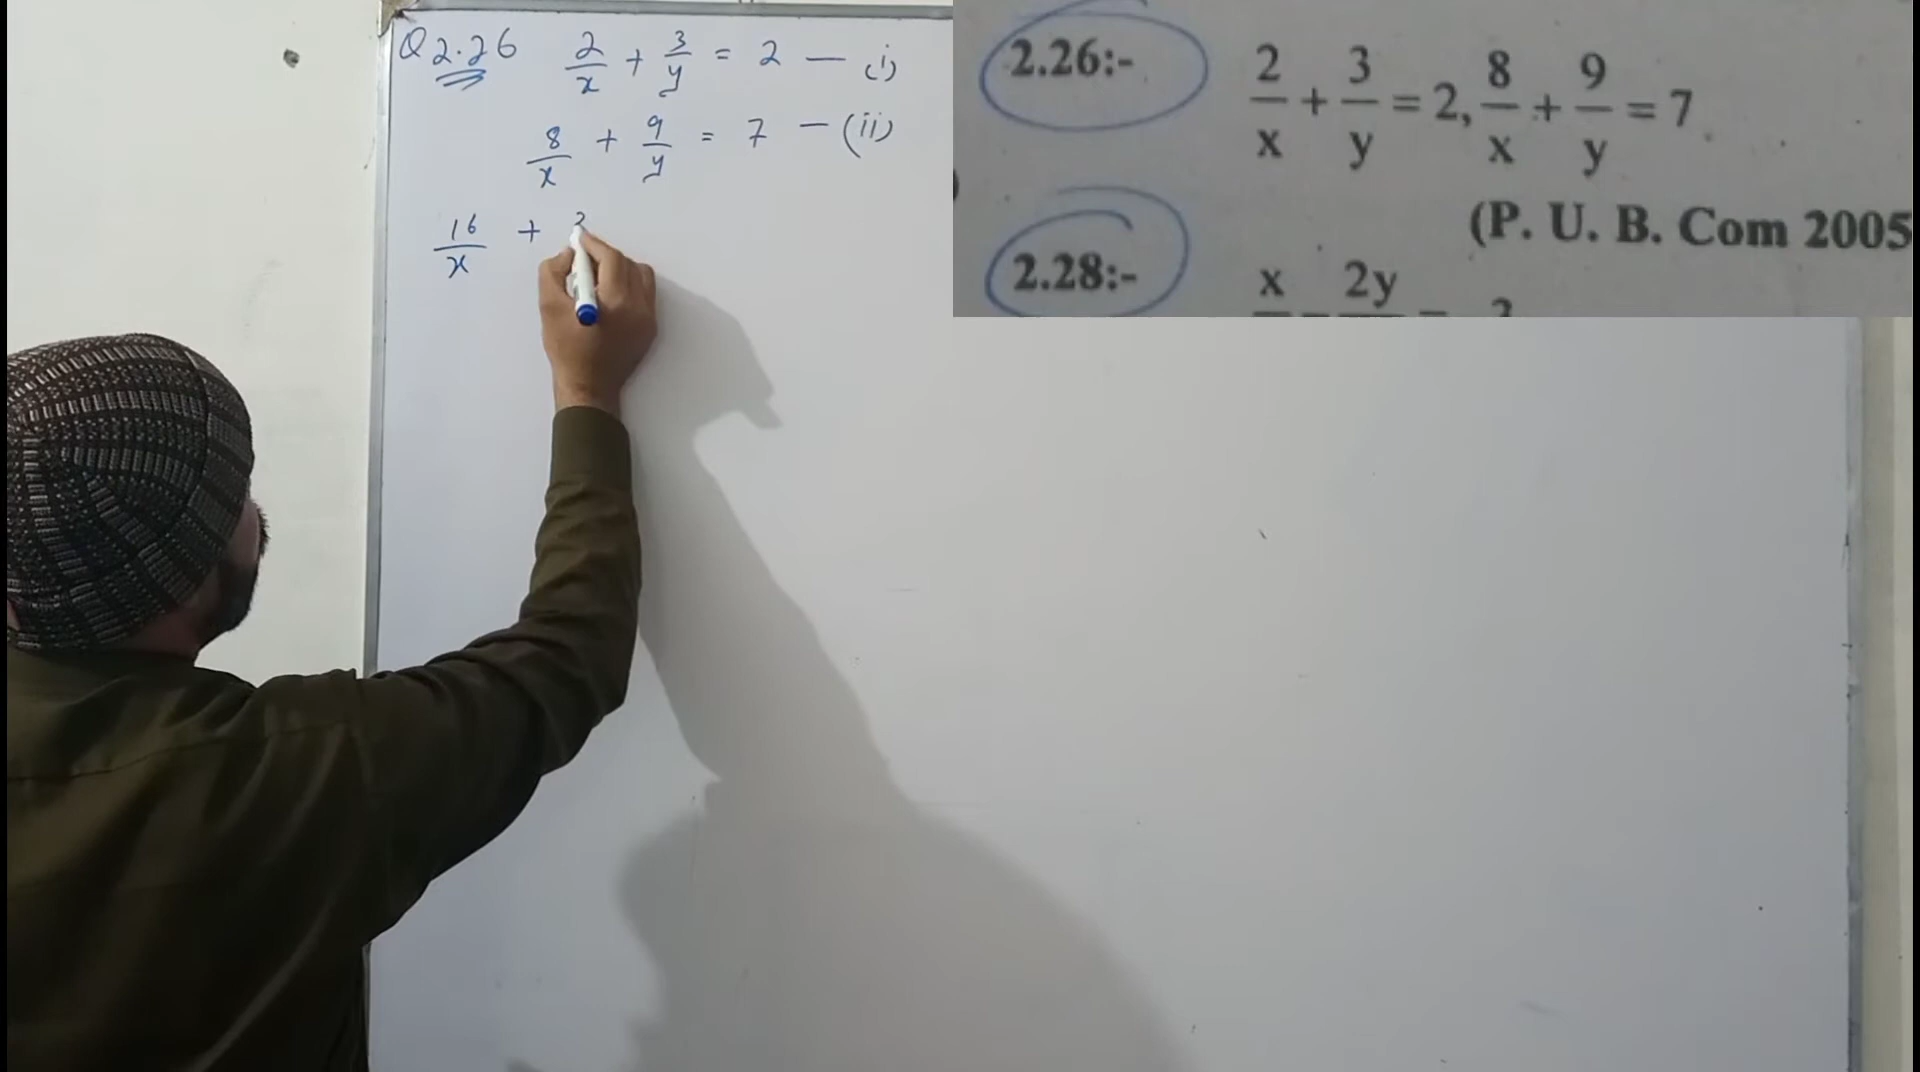 Q 2.26 2/x + 3/y = 2 — (i)
8/x + 9/y = 7 — (ii)
16/x +
2.26:- 2/x + 3/y = 2, 8/x + 9/y = 7
(P. U. B. Com 2005
2.28:- x 2y